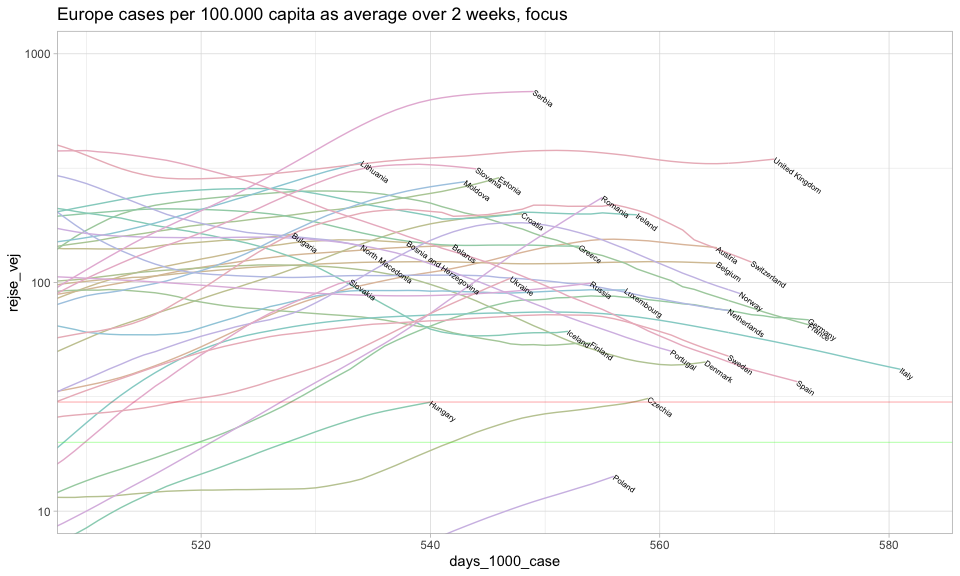 Europe cases per 100.000 capita as average over 2 weeks, focus
1000
Serbia
United Kingdom
Lithuania
Slovenia
Estonia
Moldova
Romania
Ireland
Croatia
Bulgaria
North Macedonia
Bosnia and Herzegovina
Belarus
Greece
Austria
Belgium
Switzerland
100
Slovakia
Ukraine
Russia
Luxembourg
Norway
Netherlands
Germany
France
Iceland
Finland
Portugal
Denmark
Sweden
Spain
Italy
Hungary
Czechia
Poland
10
rejse_vej
520
540
560
580
days_1000_case